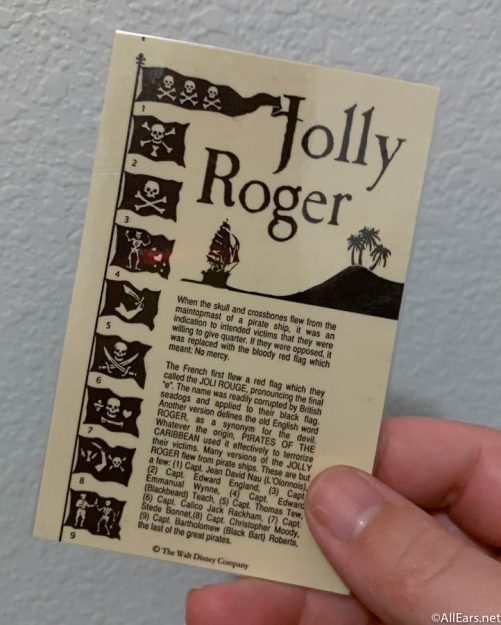 Jolly
Roger
1
2
3
4
5
6
7
8
9
When the skull and crossbones flew from the
maintopmast of a pirate ship, it was an
indication to intended victims that they were
willing to give quarter. If they were opposed, it
was replaced with the bloody red flag which
meant: No mercy.
The French first flew a red flag which they
called the JOLI ROUGE, pronouncing the final
"e". The name was readily corrupted by British
seadogs and applied to their black flag.
Another version defines the old English word
ROGER, as a synonym for the devil.
Whatever the origin, PIRATES OF THE
CARIBBEAN used it effectively to terrorize
their victims. Many versions of the JOLLY
ROGER flew from pirate ships. These are but
a few: (1) Capt. Jean David Nau (L'Olonnois),
(2) Capt. Edward England, (3) Capt.
Emmanuel Wynne, (4) Capt. Edward
(Blackbeard) Teach, (5) Capt. Thomas Tew,
(6) Capt. Calico Jack Rackham, (7) Capt.
Stede Bonnet,(8) Capt. Christopher Moody,
(9) Capt. Bartholomew (Black Bart) Roberts,
the last of the great pirates.
© The Walt Disney Company
©AllEars.net